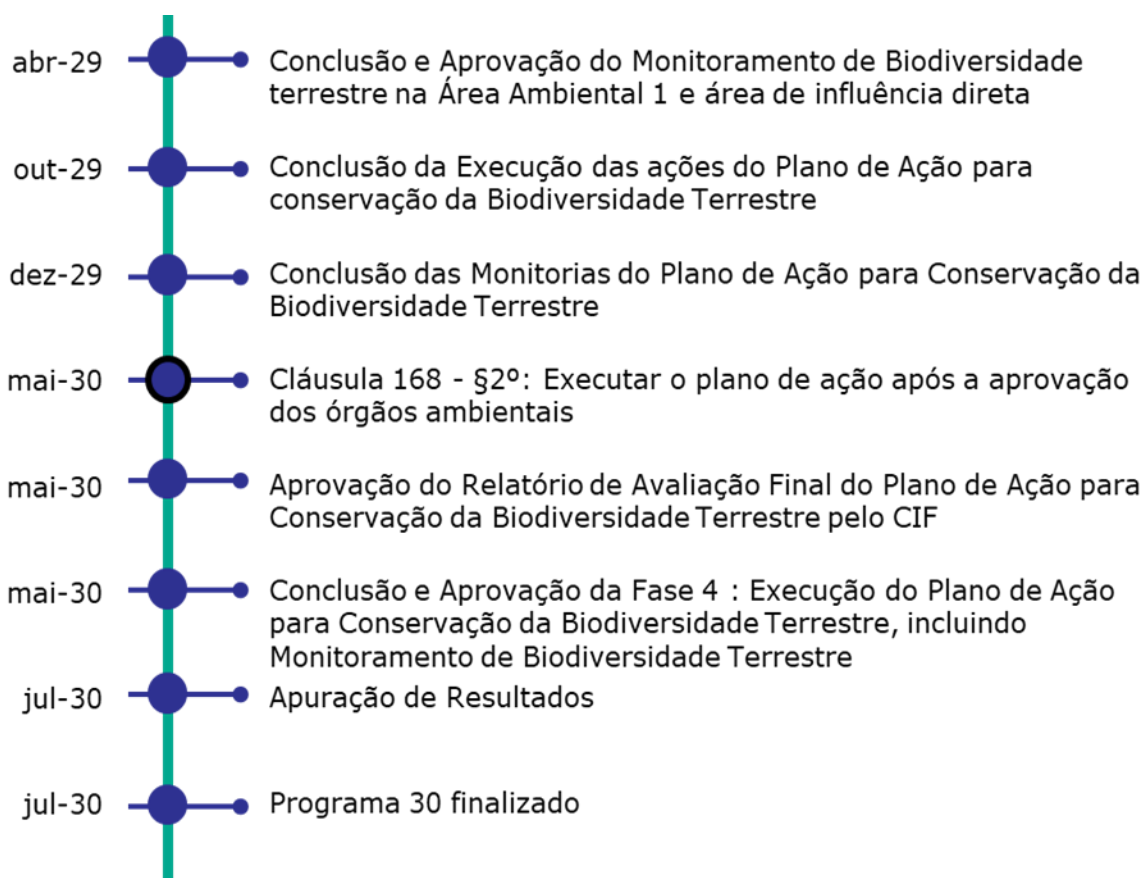 abr-29
Conclusão e Aprovação do Monitoramento de Biodiversidade
terrestre na Área Ambiental 1 e área de influência direta
out-29
Conclusão da Execução das ações do Plano de Ação para
conservação da Biodiversidade Terrestre
dez-29
Conclusão das Monitorias do Plano de Ação para Conservação da
Biodiversidade Terrestre
mai-30
Cláusula 168 - §2º: Executar o plano de ação após a aprovação
dos órgãos ambientais
mai-30
Aprovação do Relatório de Avaliação Final do Plano de Ação para
Conservação da Biodiversidade Terrestre pelo CIF
mai-30
Conclusão e Aprovação da Fase 4 : Execução do Plano de Ação
para Conservação da Biodiversidade Terrestre, incluindo
Monitoramento de Biodiversidade Terrestre
jul-30
Apuração de Resultados
jul-30
Programa 30 finalizado